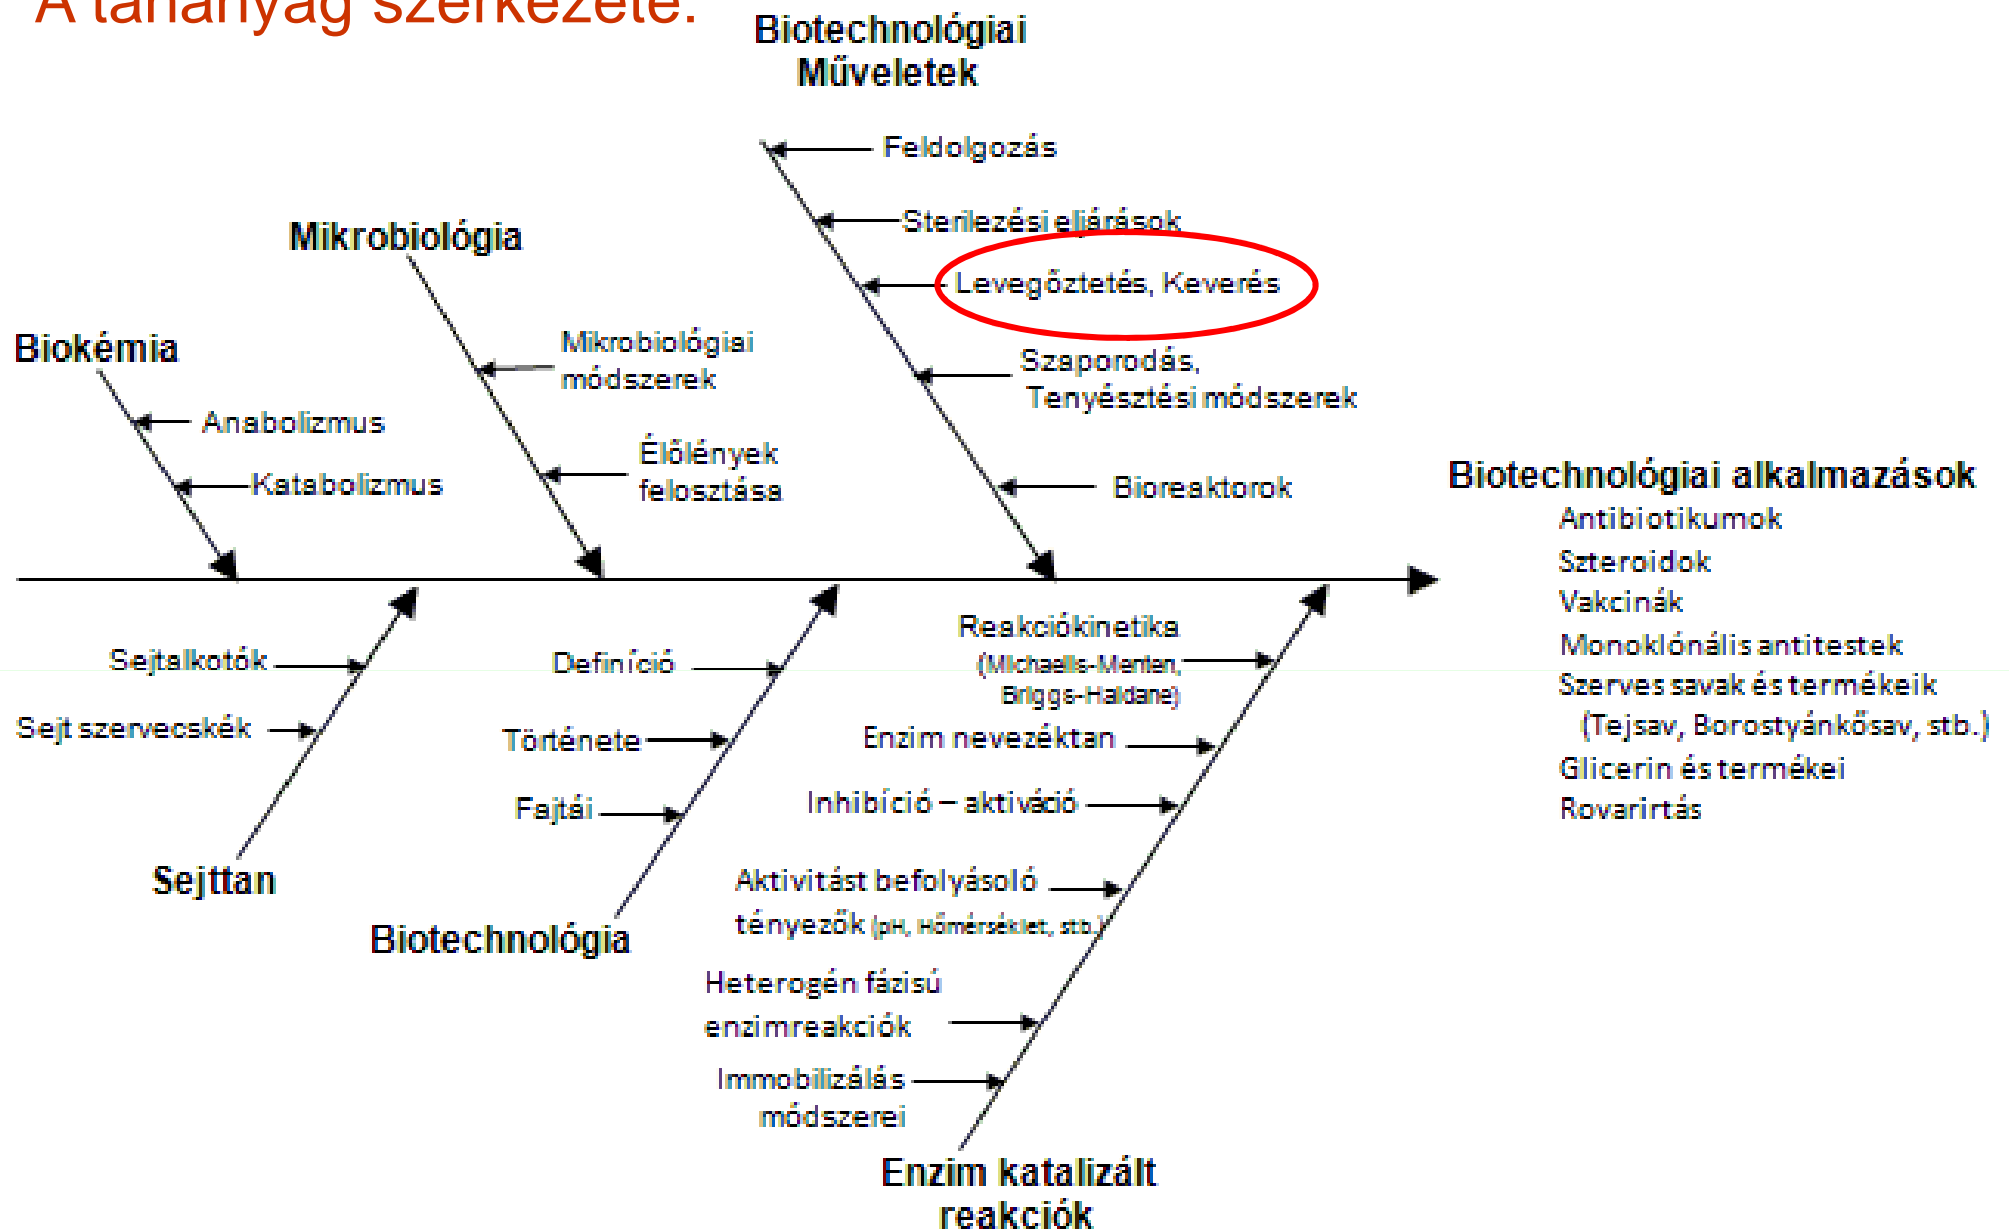 A tananyag szerkezete:
Biotechnológiai
Műveletek
Feldolgozás
Sterilezési eljárások
Levegőztetés, Keverés
Szaporodás,
Tenyésztési módszerek
Bioreaktorok
Mikrobiológia
Mikrobiológiai
módszerek
Élőlények
felosztása
Biokémia
Anabolizmus
Katabolizmus
Biotechnológiai alkalmazások
Antibiotikumok
Szteroidok
Vakcinák
Monoklónális antitestek
Szerves savak és termékeik
(Tejsav, Borostyánkősav, stb.)
Glicerin és termékei
Rovarirtás
Sejtalkotók
Sejt szervecskék
Sejttan
Definíció
Története
Fajtái
Biotechnológia
Reakciókinetika
(Michaelis-Menten,
Briggs-Haldane)
Enzim nevezéktan
Inhibíció – aktiváció
Aktivitást befolyásoló
tényezők (pH, Hőmérséklet, stb.)
Heterogén fázisú
enzimreakciók
Immobilizálás
módszerei
Enzim katalizált
reakciók